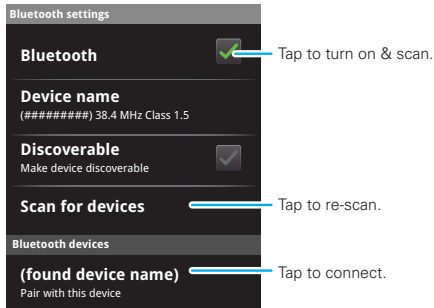 Bluetooth settings
Bluetooth
Tap to turn on & scan.
Device name
(#########) 38.4 MHz Class 1.5
Discoverable
Make device discoverable
Scan for devices
Tap to re-scan.
Bluetooth devices
(found device name)
Tap to connect.
Pair with this device